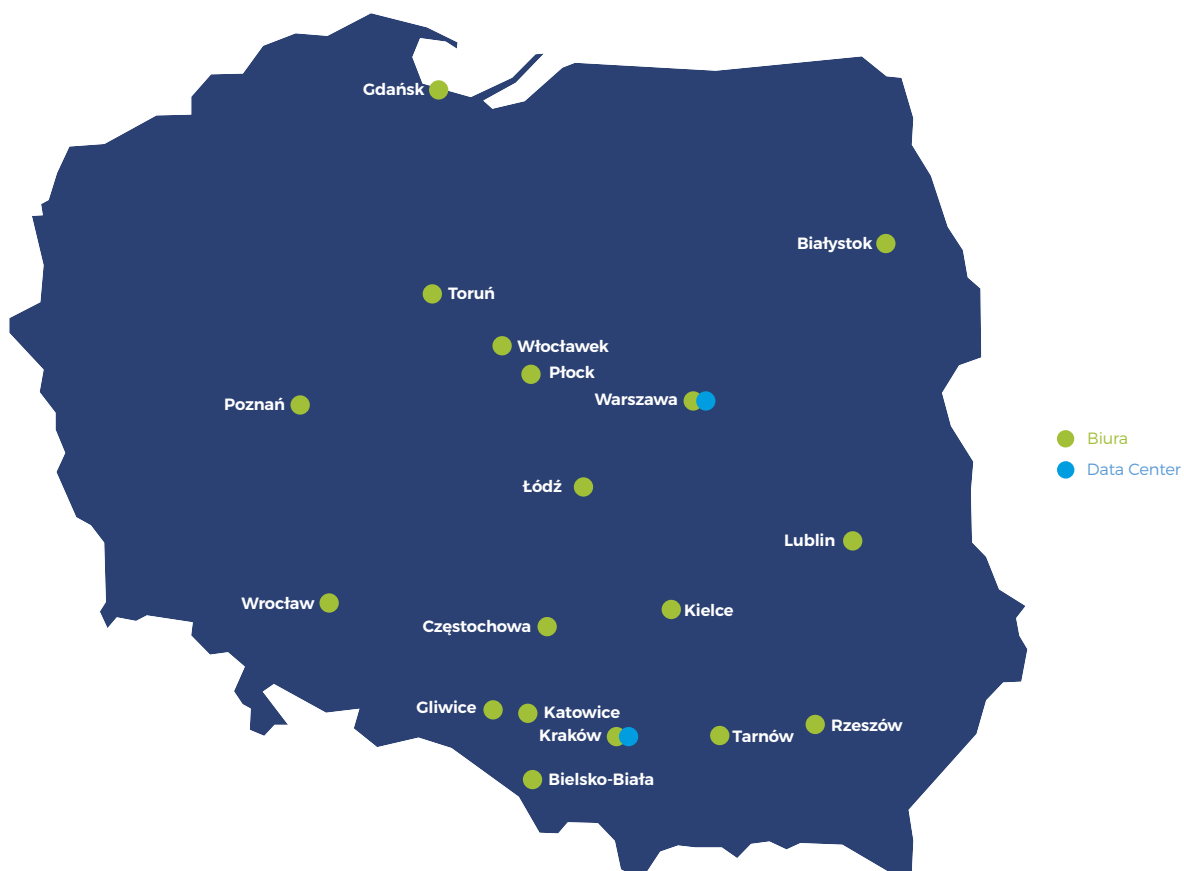 Gdańsk
Białystok
Toruń
Włocławek
Płock
Warszawa
Poznań
Biura
Data Center
Łódź
Lublin
Wrocław
Kielce
Częstochowa
Gliwice
Katowice
Kraków
Tarnów
Rzeszów
Bielsko-Biała